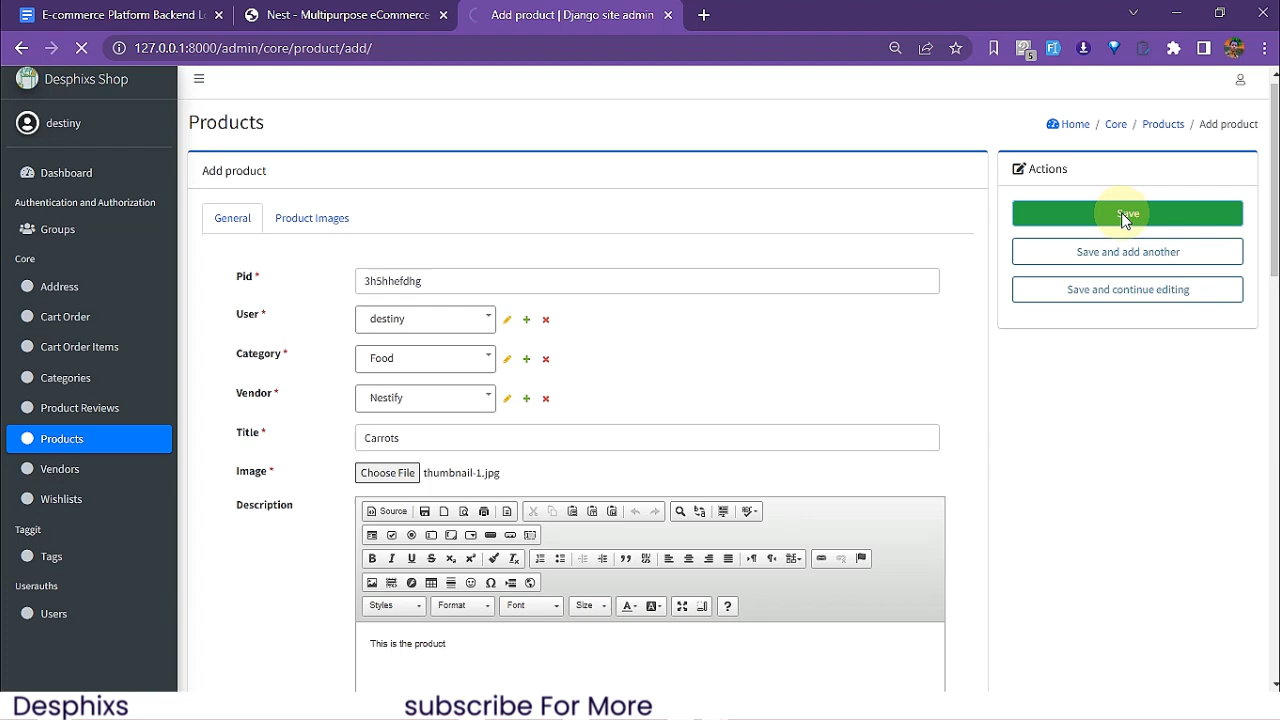 E-commerce Platform Backend Lo
Nest - Multipurpose eCommerce
Add product | Django site admin
127.0.0.1:8000/admin/core/product/add/
5
Desphixs Shop
destiny
Dashboard
Authentication and Authorization
Groups
Core
Address
Cart Order
Cart Order Items
Categories
Product Reviews
Products
Vendors
Wishlists
Taggit
Tags
Userauths
Users
Products
Home / Core / Products / Add product
Add product
General
Product Images
Pid *
3h5hhefdhg
User *
destiny
Category *
Food
Vendor *
Nestify
Title *
Carrots
Image *
Choose File thumbnail-1.jpg
Description
Source
Styles
Format
Font
Size
This is the product
Actions
Save
Save and add another
Save and continue editing
Desphixs
subscribe For More